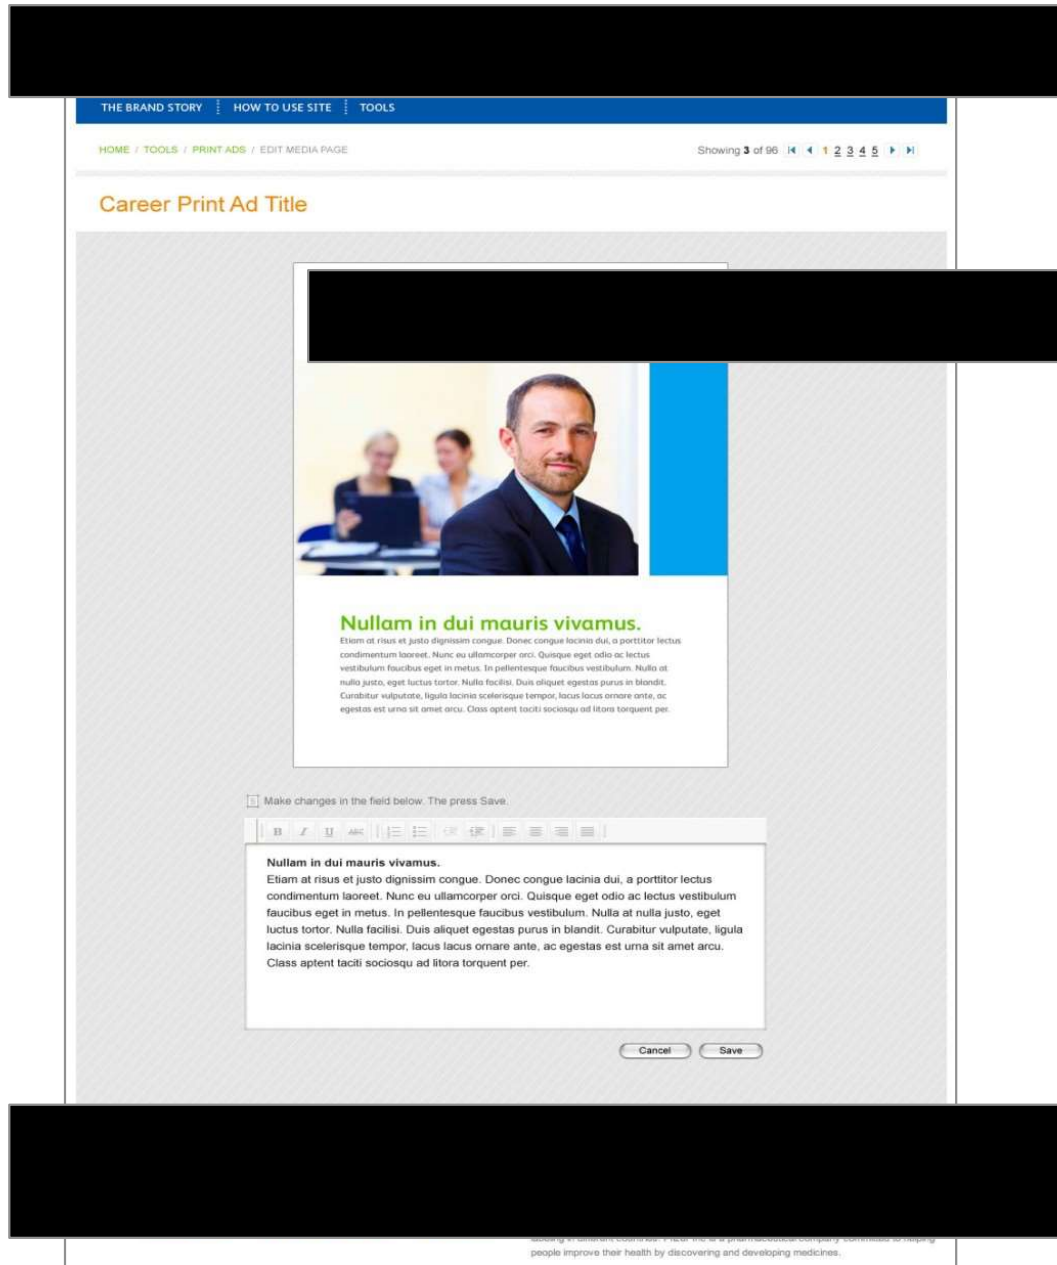 THE BRAND STORY HOW TO USE SITE TOOLS
HOME / TOOLS / PRINT ADS / EDIT MEDIA PAGE
Showing 3 of 96 1 2 3 4 5
Career Print Ad Title
Nullam in dui mauris vivamus.
Etiam at risus et justo dignissim congue. Donec congue lacinia dui, a porttitor lectus
condimentum laoreet. Nunc eu ullamcorper orci. Quisque eget odio ac lectus
vestibulum faucibus eget in metus. In pellentesque faucibus vestibulum. Nulla at
nulla justo, eget luctus tortor. Nulla facilisi. Duis aliquet egestas purus in blandit.
Curabitur vulputate, ligula lacinia scelerisque tempor, lacus lacus ornare ante, ac
egestas est urna sit amet arcu. Class aptent taciti sociosqu ad litora torquent per.
Make changes in the field below. The press Save.
B I U ABC
Nullam in dui mauris vivamus.
Etiam at risus et justo dignissim congue. Donec congue lacinia dui, a porttitor lectus
condimentum laoreet. Nunc eu ullamcorper orci. Quisque eget odio ac lectus vestibulum
faucibus eget in metus. In pellentesque faucibus vestibulum. Nulla at nulla justo, eget
luctus tortor. Nulla facilisi. Duis aliquet egestas purus in blandit. Curabitur vulputate, ligula
lacinia scelerisque tempor, lacus lacus ornare ante, ac egestas est urna sit amet arcu.
Class aptent taciti sociosqu ad litora torquent per.
Cancel Save
in different countries. is a pharmaceutical company committed to helping
people improve their health by discovering and developing medicines.